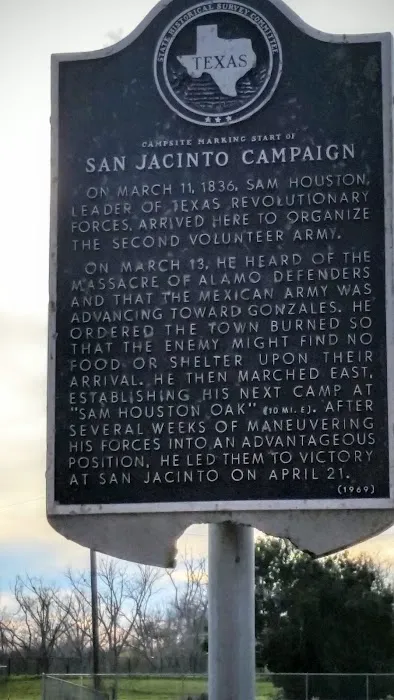 STATE HISTORICAL SURVEY COMMITTEE
TEXAS
CAMPSITE MARKING START OF
SAN JACINTO CAMPAIGN
ON MARCH 11, 1836, SAM HOUSTON,
LEADER OF TEXAS REVOLUTIONARY
FORCES, ARRIVED HERE TO ORGANIZE
THE SECOND VOLUNTEER ARMY.
ON MARCH 13, HE HEARD OF THE
MASSACRE OF ALAMO DEFENDERS
AND THAT THE MEXICAN ARMY WAS
ADVANCING TOWARD GONZALES. HE
ORDERED THE TOWN BURNED SO
THAT THE ENEMY MIGHT FIND NO
FOOD OR SHELTER UPON THEIR
ARRIVAL. HE THEN MARCHED EAST,
ESTABLISHING HIS NEXT CAMP AT
"SAM HOUSTON OAK" (10 MI. E). AFTER
SEVERAL WEEKS OF MANEUVERING
HIS FORCES INTO AN ADVANTAGEOUS
POSITION, HE LED THEM TO VICTORY
AT SAN JACINTO ON APRIL 21.
(1969)